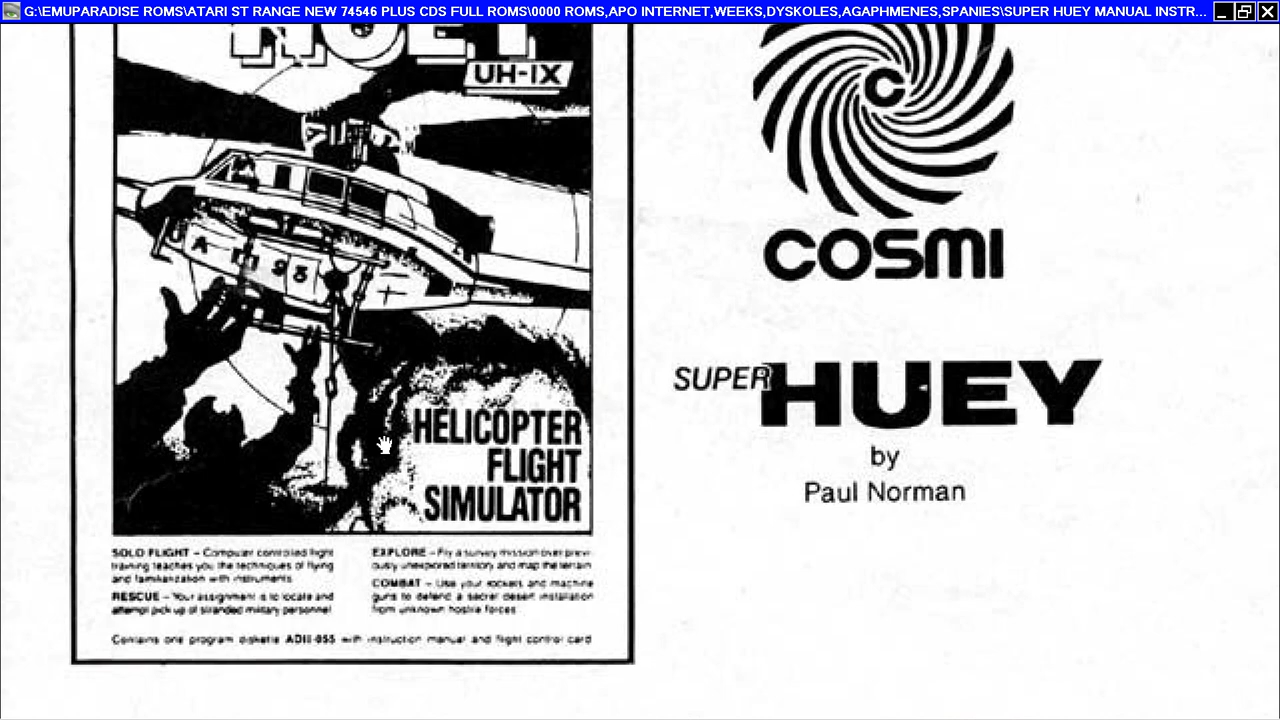 G:\EMUPARADISE ROMS\ATARI ST RANGE NEW 74546 PLUS CDS FULL ROMS\0000 ROMS,APO INTERNET,WEEKS,DYSKOLES,AGAPHMENES,SPANIES\SUPER HUEY MANUAL INSTR...
HUEY
UH-IX
UA 1193
HELICOPTER
FLIGHT
SIMULATOR
SOLO FLIGHT – Computer controlled flight
training teaches you the techniques of flying
and familiarization with instruments.
RESCUE – Your assignment is to locate and
attempt pick up of stranded military personnel.
EXPLORE – Fly a survey mission over previ-
ously unexplored territory and map the terrain.
COMBAT – Use your rockets and machine
guns to defend a secret desert installation
from unknown hostile forces.
Contains one program diskette ADII-055 with instruction manual and flight control card
C
COSMI
SUPER HUEY
by
Paul Norman